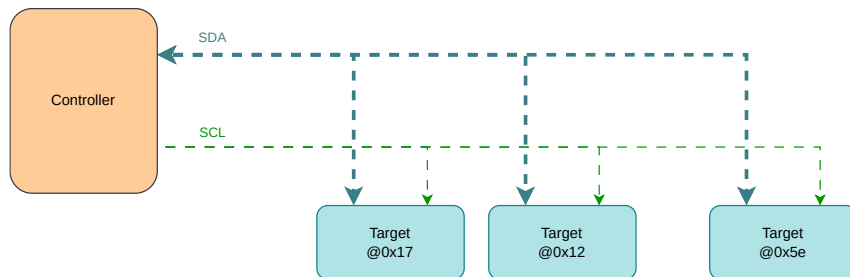 SDA
Controller
SCL
Target
@0x17
Target
@0x12
Target
@0x5e